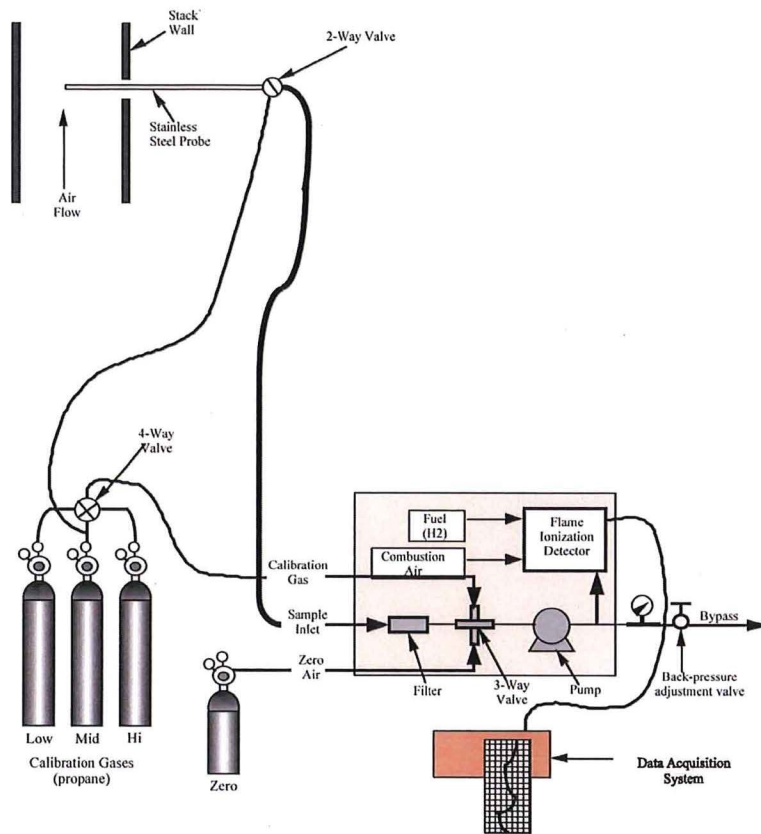 Stack
Wall
2-Way Valve
Stainless
Steel Probe
Air
Flow
4-Way
Valve
Fuel
(H2)
Flame
Ionization
Detector
Combustion
Air
Calibration
Gas
Sample
Inlet
Bypass
Zero
Air
Filter
3-Way
Valve
Pump
Back-pressure
adjustment valve
Low
Mid
Hi
Calibration Gases
(propane)
Zero
Data Acquisition
System